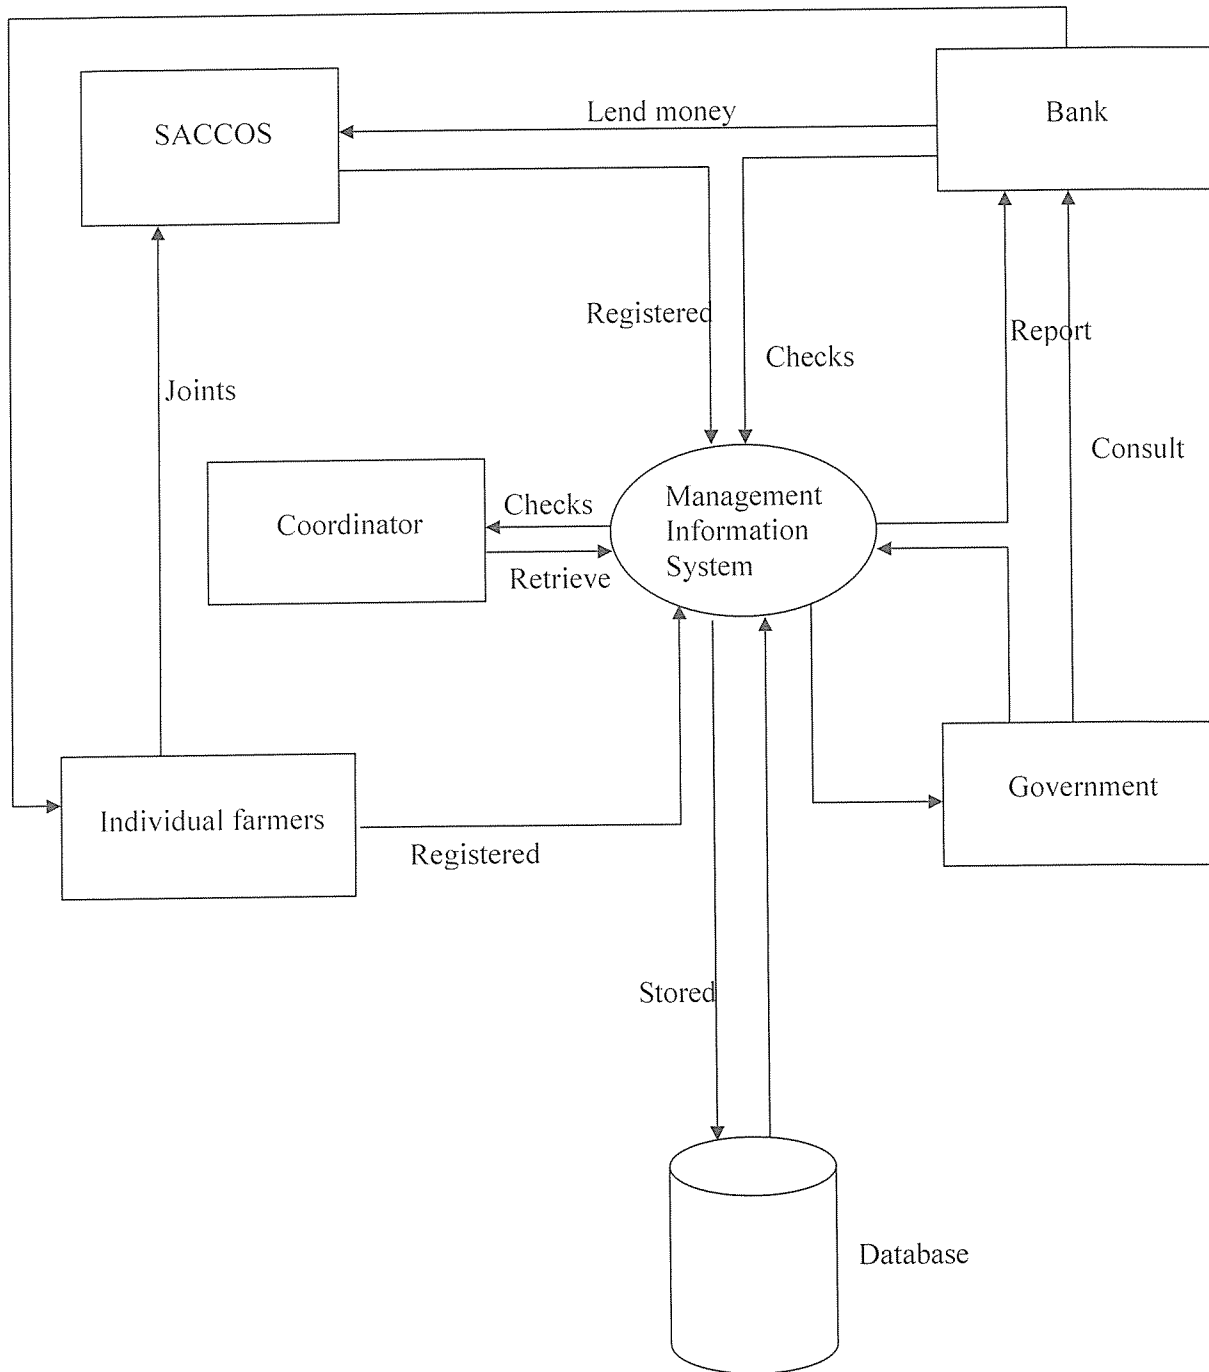 Bank
Lend money
SACCOS
Registered
Report
Checks
Joints
Consult
Management
Information
System
Checks
Coordinator
Retrieve
Government
Individual farmers
Registered
Stored
Database